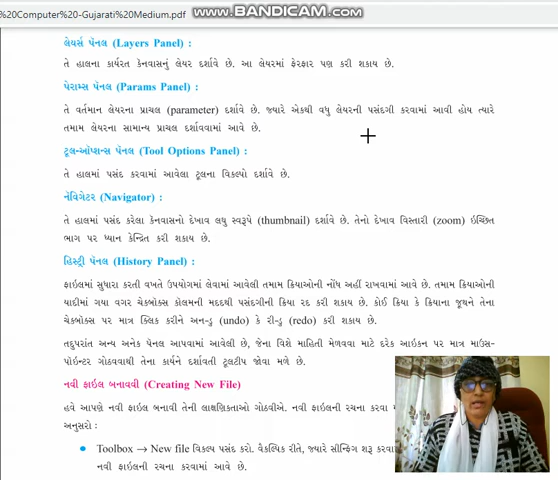 %20Computer%20-Gujarati%20Medium.pdf
WWW.BANDICAM.COM
લેયર્સ પૅનલ (Layers Panel) :
તે હાલના કાર્યરત કેનવાસનું લેયર દર્શાવે છે. આ લેયરમાં ફેરફાર પણ કરી શકાય છે.
પેરામ્સ પૅનલ (Params Panel) :
તે વર્તમાન લેયરના પ્રાચલ (parameter) દર્શાવે છે. જ્યારે એકથી વધુ લેયરની પસંદગી કરવામાં આવી હોય ત્યારે
તમામ લેયરના સામાન્ય પ્રાચલ દર્શાવવામાં આવે છે.
ટૂલ-ઑપ્શન્સ પૅનલ (Tool Options Panel) :
તે હાલમાં પસંદ કરવામાં આવેલા ટૂલના વિકલ્પો દર્શાવે છે.
નૅવિગેટર (Navigator) :
તે હાલમાં પસંદ કરેલા કેનવાસનો દેખાવ લઘુ સ્વરૂપે (thumbnail) દર્શાવે છે. તેનો દેખાવ વિસ્તારી (zoom) ઇચ્છિત
ભાગ પર ધ્યાન કેન્દ્રિત કરી શકાય છે.
હિસ્ટ્રી પૅનલ (History Panel) :
ફાઇલમાં સુધારા કરતી વખતે ઉપયોગમાં લેવામાં આવેલી તમામ ક્રિયાઓની નોંધ અહીં રાખવામાં આવે છે. તમામ ક્રિયાઓની
યાદીમાં ગયા વગર ચેકબૉક્સ કૉલમની મદદથી પસંદગીની ક્રિયા રદ કરી શકાય છે. કોઈ ક્રિયા કે ક્રિયાના જૂથને તેના
ચેકબૉક્સ પર માત્ર ક્લિક કરીને અન-ડુ (undo) કે રી-ડુ (redo) કરી શકાય છે.
તદુપરાંત અન્ય અનેક પૅનલ આપવામાં આવેલી છે, જેના વિશે માહિતી મેળવવા માટે દરેક આઇકન પર માત્ર માઉસ-
પોઇન્ટર ગોઠવવાથી તેના કાર્યને દર્શાવતી ટૂલટીપ જોવા મળે છે.
નવી ફાઇલ બનાવવી (Creating New File)
હવે આપણે નવી ફાઇલ બનાવી તેની લાક્ષણિકતાઓ ગોઠવીએ. નવી ફાઇલની રચના કરવા
અનુસરો :
● Toolbox → New file વિકલ્પ પસંદ કરો. વૈકલ્પિક રીતે, જ્યારે સીન્ફિગ શરૂ કરવા
નવી ફાઇલની રચના કરવામાં આવે છે.